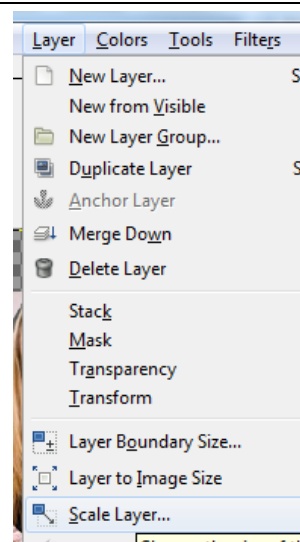 Layer Colors Tools Filters
New Layer...
New from Visible
New Layer Group...
Duplicate Layer
Anchor Layer
Merge Down
Delete Layer
Stack
Mask
Transparency
Transform
Layer Boundary Size...
Layer to Image Size
Scale Layer...